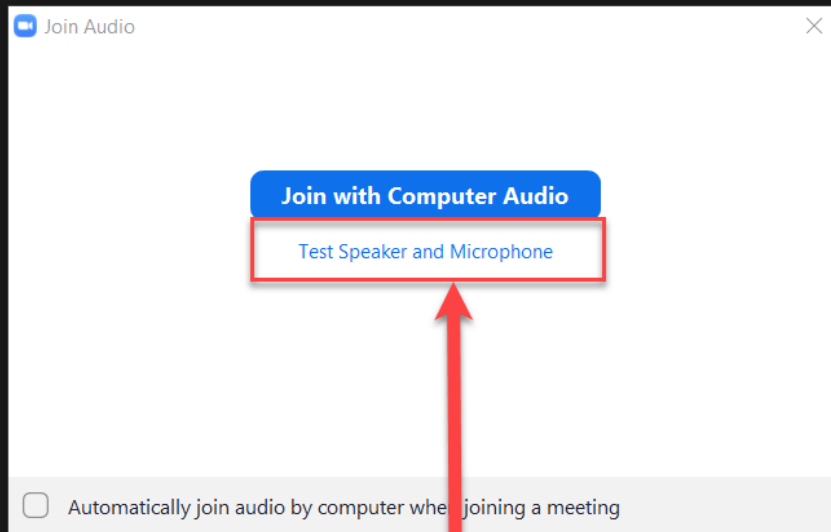 Join Audio
Join with Computer Audio
Test Speaker and Microphone
Automatically join audio by computer when joining a meeting